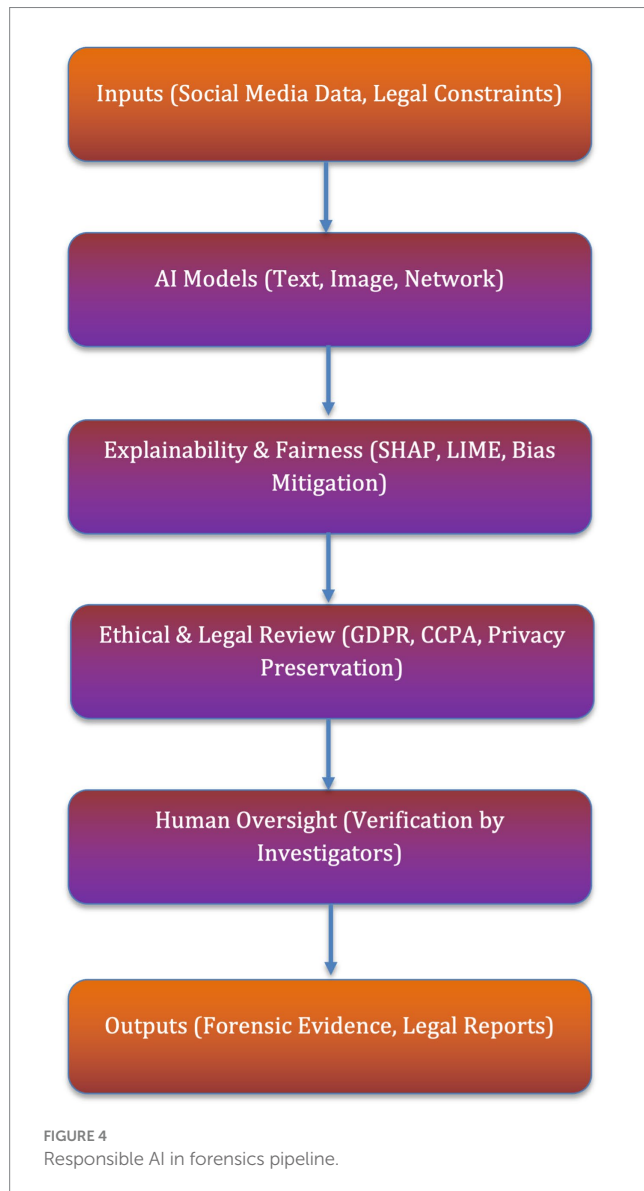 Inputs (Social Media Data, Legal Constraints)
AI Models (Text, Image, Network)
Explainability & Fairness (SHAP, LIME, Bias
Mitigation)
Ethical & Legal Review (GDPR, CCPA, Privacy
Preservation)
Human Oversight (Verification by
Investigators)
Outputs (Forensic Evidence, Legal Reports)
FIGURE 4
Responsible AI in forensics pipeline.